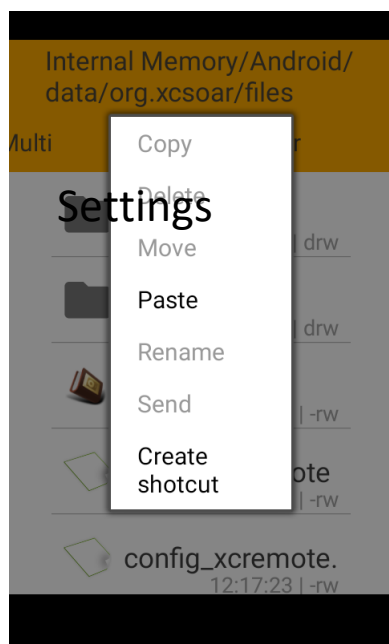 Internal Memory/Android/
data/org.xcsoar/files
Multi
r
Copy
Delete
Settings
Move
| drw
Paste
| drw
Rename
Send
| -rw
Create
shotcut
ote
| -rw
config_xcremote.
12:17:23 | -rw